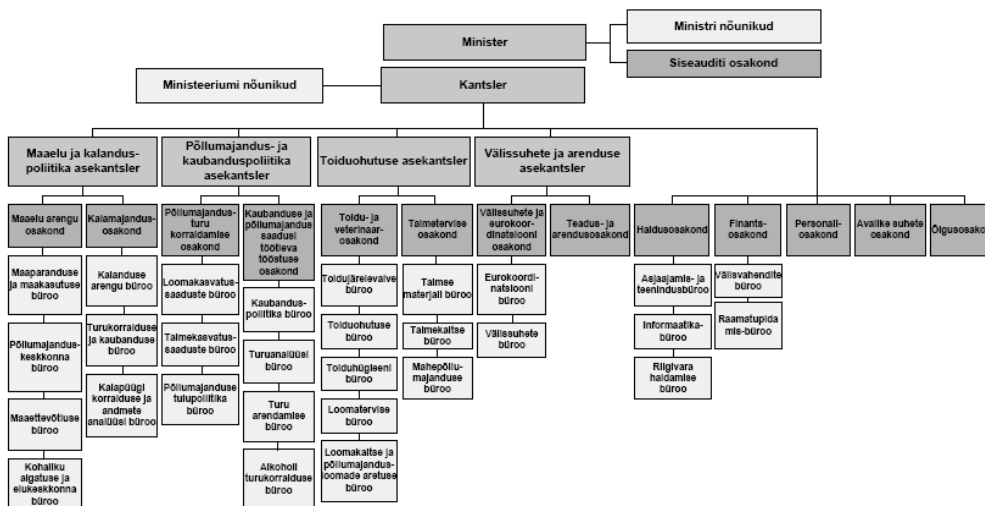 Minister
Ministri nõunikud
Siseauditi osakond
Ministeeriumi nõunikud
Kantsler
Maaelu ja kalandus-
poliitika asekantsler
Põllumajandus- ja
kaubanduspoliitika
asekantsler
Toiduohutuse asekantsler
Välissuhete ja arenduse
asekantsler
Maaelu arengu
osakond
Kalamajandus-
osakond
Põllumajandus-
turu
korraldamise
osakond
Kaubanduse ja
põllumajandus
saadusi
töötleva
tööstuse osakond
Toidu- ja
veterinaar-
osakond
Taimetervise
osakond
Välissuhete ja
eurokoor-
dinatsiooni
osakond
Teadus- ja
arendusosakond
Haldusosakond
Finants-
osakond
Personali-
osakond
Avalike suhete
osakond
Õigusosakond
Maaparanduse
ja maakasutuse
büroo
Põllumajandus-
keskkonna
büroo
Maaettevõtluse
büroo
Kohaliku
algatuse ja
elukeskkonna
büroo
Kalanduse
arengu büroo
Turukorralduse
ja kaubanduse
büroo
Kalapüügi
korralduse ja
andmete
analüüsi büroo
Loomakasvatus-
saaduste büroo
Taimekasvatus-
saaduste büroo
Põllumajanduse
tulupoliitika
büroo
Kaubandus-
poliitika büroo
Turuanalüüsi
büroo
Turu
arendamise
büroo
Alkoholi
turukorralduse
büroo
Toidujärelevalve
büroo
Toiduohutuse
büroo
Toiduhügieeni
büroo
Loomatervise
büroo
Loomakaitse ja
põllumajandus-
loomade aretuse
büroo
Taimse
materjali büroo
Taimekaitse
büroo
Mahepõllu-
majanduse
büroo
Eurokoordi-
natsiooni
büroo
Välissuhete
büroo
Asjaajamis- ja
teenindusbüroo
Informaatika-
büroo
Riigivara
haldamise
büroo
Välisvahendite
büroo
Raamatupida
mis-büroo